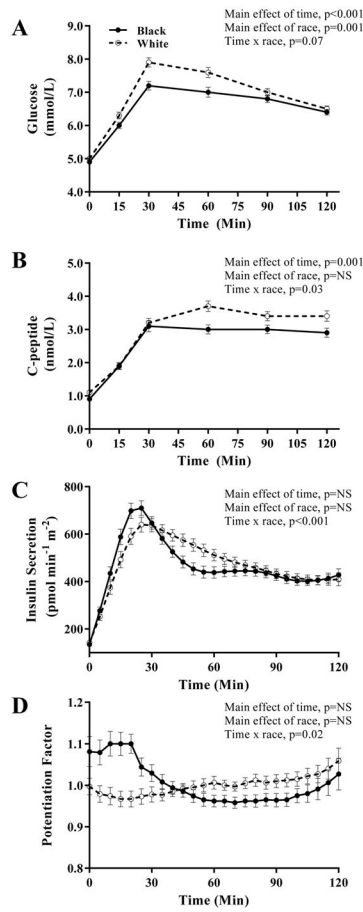 A
Black
White
Main effect of time, p<0.001
Main effect of race, p=0.001
Time x race, p=0.07
Glucose
(mmol/L)
9.0
8.0
7.0
6.0
5.0
4.0
0 15 30 45 60 75 90 105 120
Time (Min)
B
Main effect of time, p=0.001
Main effect of race, p=NS
Time x race, p=0.03
C-peptide
(nmol/L)
5.0
4.0
3.0
2.0
1.0
0.0
0 15 30 45 60 75 90 105 120
Time (Min)
C
Main effect of time, p=NS
Main effect of race, p=NS
Time x race, p<0.001
Insulin Secretion
(pmol min-1 m-2)
800
600
400
200
0 30 60 90 120
Time (Min)
D
Main effect of time, p=NS
Main effect of race, p=NS
Time x race, p=0.02
Potentiation Factor
1.2
1.1
1.0
0.9
0.8
0 30 60 90 120
Time (Min)